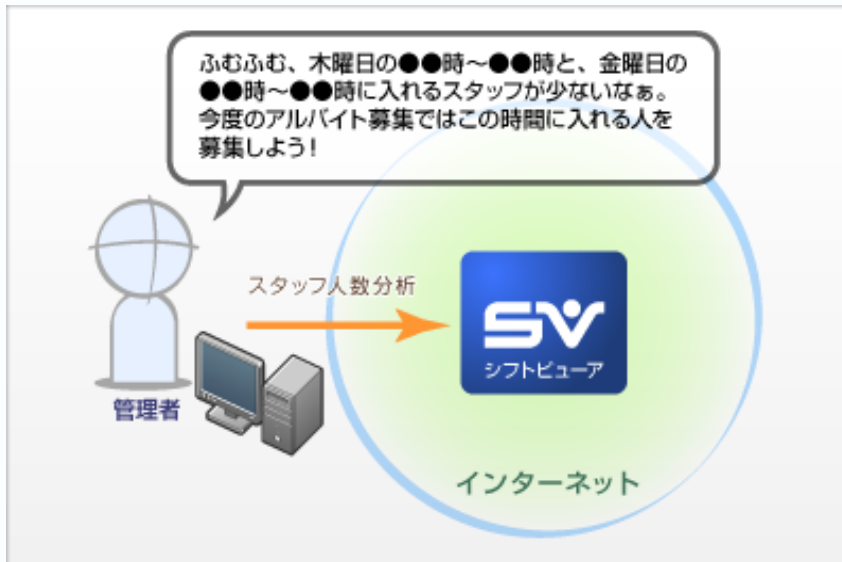 ふむふむ、木曜日の●●時～●●時と、金曜日の
●●時～●●時に入れるスタッフが少ないなぁ。
今度のアルバイト募集ではこの時間に入れる人を
募集しよう！
スタッフ人数分析
SV
シフトビューア
管理者
インターネット